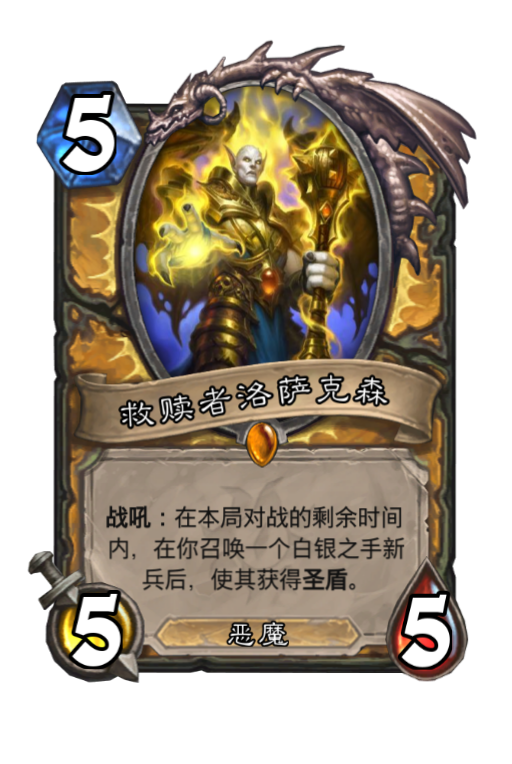 5
救赎者洛萨克森
战吼：在本局对战的剩余时间
内，在你召唤一个白银之手新
兵后，使其获得圣盾。
5
恶魔
5